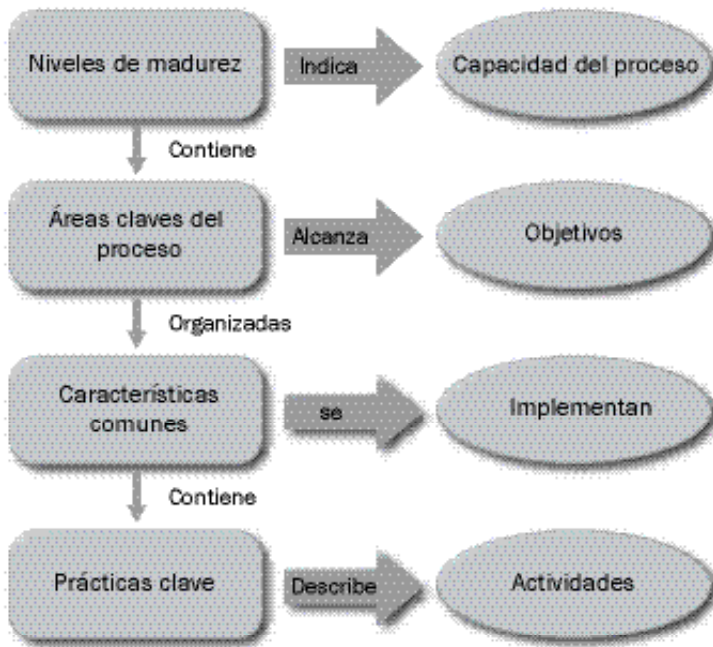 Niveles de madurez
Indica
Capacidad del proceso
Contiene
Áreas claves del
proceso
Alcanza
Objetivos
Organizadas
Características
comunes
se
Implementan
Contiene
Prácticas clave
Describe
Actividades